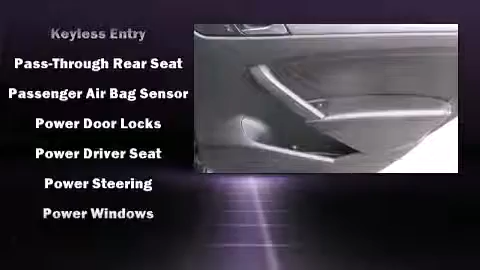 Keyless Entry
Pass-Through Rear Seat
Passenger Air Bag Sensor
Power Door Locks
Power Driver Seat
Power Steering
Power Windows